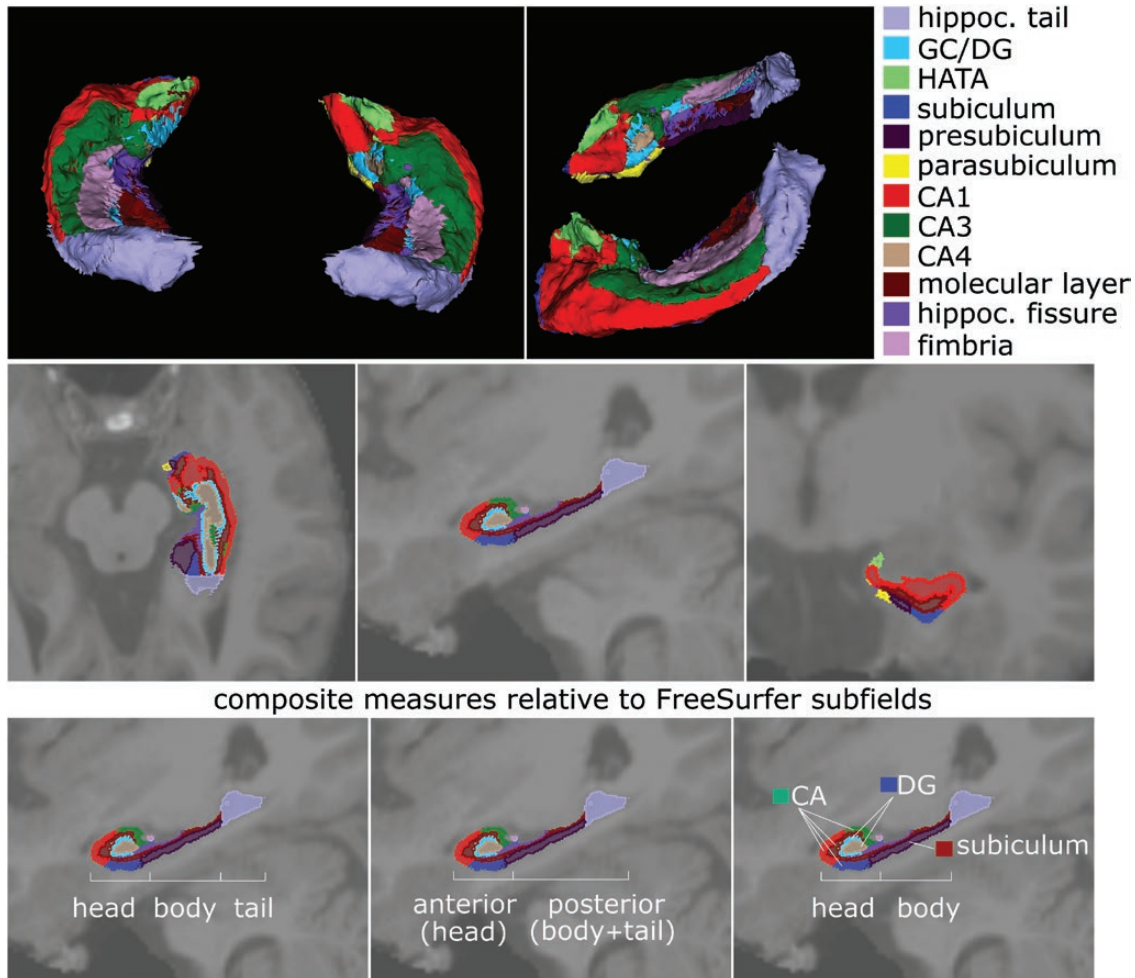 hippoc. tail
GC/DG
HATA
subiculum
presubiculum
parasubiculum
CA1
CA3
CA4
molecular layer
hippoc. fissure
fimbria
composite measures relative to FreeSurfer subfields
head body tail
anterior posterior
(head) (body+tail)
CA DG
subiculum
head body